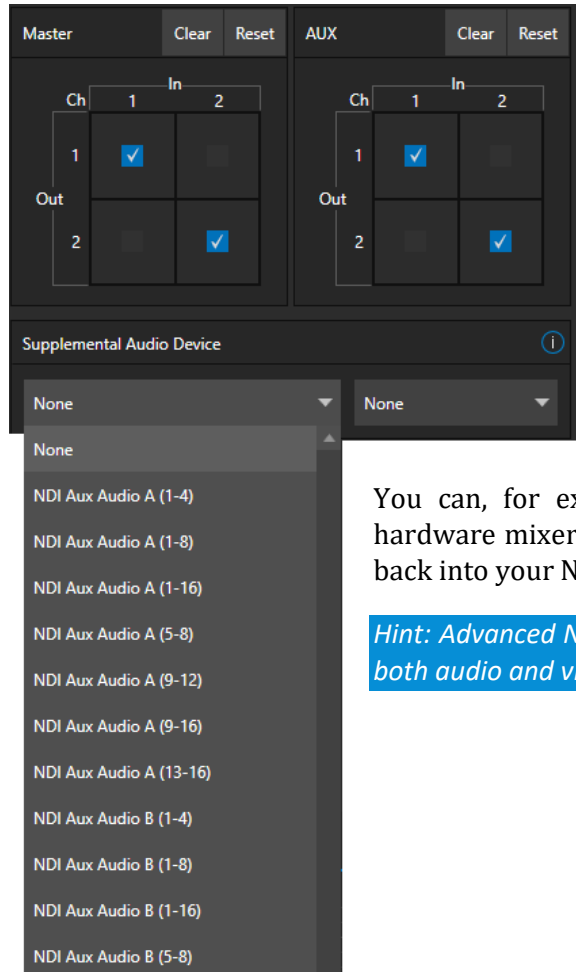 Master Clear Reset AUX Clear Reset
In In
Ch 1 2 Ch 1 2
1 1
Out Out
2 2
Supplemental Audio Device
None None
None
NDI Aux Audio A (1-4)
NDI Aux Audio A (1-8)
NDI Aux Audio A (1-16)
NDI Aux Audio A (5-8)
NDI Aux Audio A (9-12)
NDI Aux Audio A (9-16)
NDI Aux Audio A (13-16)
NDI Aux Audio B (1-4)
NDI Aux Audio B (1-8)
NDI Aux Audio B (1-16)
NDI Aux Audio B (5-8)
You can, for ex
hardware mixer
back into your N
Hint: Advanced N
both audio and vi